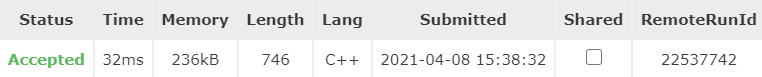 Status Time Memory Length Lang Submitted Shared RemoteRunId
Accepted 32ms 236kB 746 C++ 2021-04-08 15:38:32 22537742